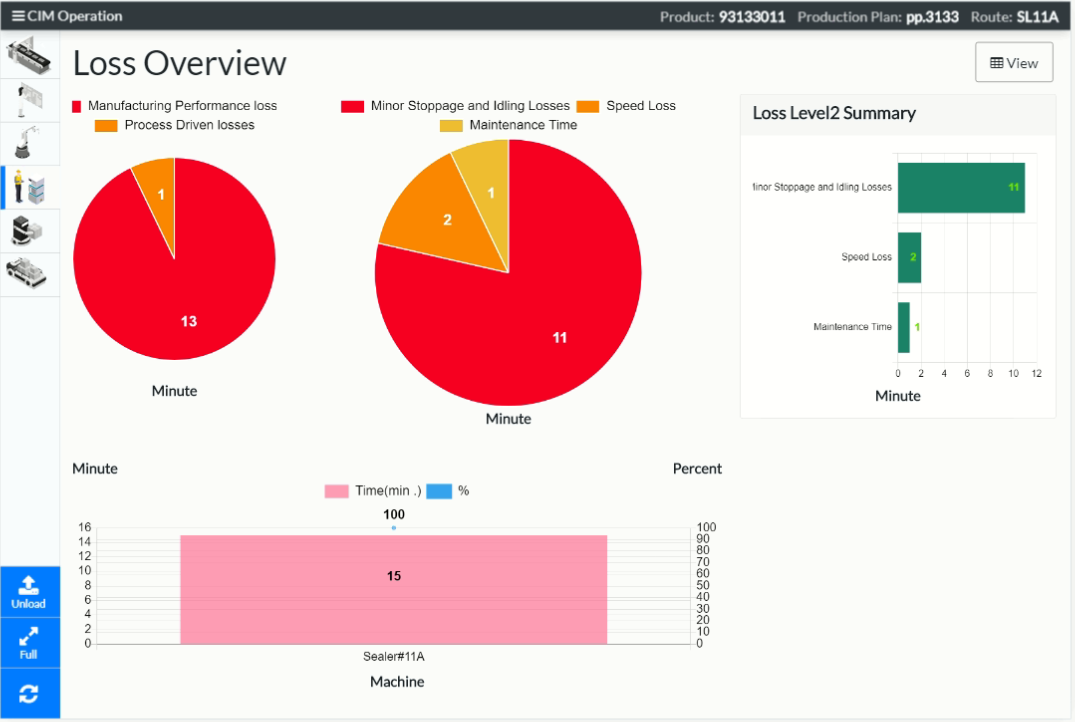 CIM Operation
Product: 93133011 Production Plan: pp.3133 Route: SL11A
Loss Overview
View
Manufacturing Performance loss
Process Driven losses
1
13
Minute
Minor Stoppage and Idling Losses Speed Loss
Maintenance Time
1
2
11
Minute
Loss Level2 Summary
Minor Stoppage and Idling Losses
11
Speed Loss
2
Maintenance Time
1
0 2 4 6 8 10 12
Minute
Minute
Percent
Time(min .) %
100
16
14
12
10
8
6
4
2
0
15
100
90
80
70
60
50
40
30
20
10
0
Sealer#11A
Machine
Unload
Full